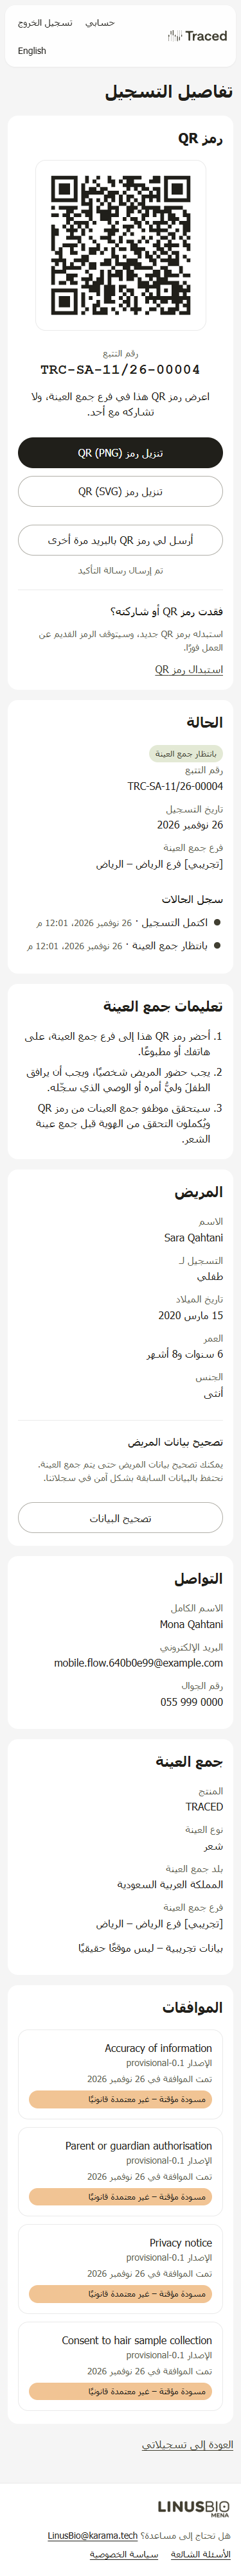 Traced
حسابي
تسجيل الخروج
English
تفاصيل التسجيل
رمز QR
رقم التتبع
TRC-SA-11/26-00004
اعرض رمز QR هذا في فرع جمع العينة، ولا
تشاركه مع أحد.
تنزيل رمز QR (PNG)
تنزيل رمز QR (SVG)
أرسل لي رمز QR بالبريد مرة أخرى
تم إرسال رسالة التأكيد
فقدت رمز QR أو شاركته؟
استبدله برمز QR جديد، وسيتوقف الرمز القديم عن
العمل فورًا.
استبدال رمز QR
الحالة
بانتظار جمع العينة
رقم التتبع
TRC-SA-11/26-00004
تاريخ التسجيل
26 نوفمبر 2026
فرع جمع العينة
[تجريبي] فرع الرياض – الرياض
سجل الحالات
اكتمل التسجيل · 26 نوفمبر 2026، 12:01 م
بانتظار جمع العينة · 26 نوفمبر 2026، 12:01 م
تعليمات جمع العينة
1. أحضر رمز QR هذا إلى فرع جمع العينة، على
هاتفك أو مطبوعًا.
2. يجب حضور المريض شخصيًا، ويجب أن يرافق
الطفلَ وليُّ أمره أو الوصي الذي سجّله.
3. سيتحقق موظفو جمع العينات من رمز QR
ويُكملون التحقق من الهوية قبل جمع عينة
الشعر.
المريض
الاسم
Sara Qahtani
التسجيل لـ
طفلي
تاريخ الميلاد
15 مارس 2020
العمر
6 سنوات و8 أشهر
الجنس
أنثى
تصحيح بيانات المريض
يمكنك تصحيح بيانات المريض حتى يتم جمع العينة.
نحتفظ بالبيانات السابقة بشكل آمن في سجلاتنا.
تصحيح البيانات
التواصل
الاسم الكامل
Mona Qahtani
البريد الإلكتروني
mobile.flow.640b0e99@example.com
رقم الجوال
055 999 0000
جمع العينة
المنتج
TRACED
نوع العينة
شعر
بلد جمع العينة
المملكة العربية السعودية
فرع جمع العينة
[تجريبي] فرع الرياض – الرياض
بيانات تجريبية – ليس موقعًا حقيقيًا
الموافقات
Accuracy of information
الإصدار provisional-0.1
تمت الموافقة في 26 نوفمبر 2026
مسودة مؤقتة – غير معتمدة قانونيًا
Parent or guardian authorisation
الإصدار provisional-0.1
تمت الموافقة في 26 نوفمبر 2026
مسودة مؤقتة – غير معتمدة قانونيًا
Privacy notice
الإصدار provisional-0.1
تمت الموافقة في 26 نوفمبر 2026
مسودة مؤقتة – غير معتمدة قانونيًا
Consent to hair sample collection
الإصدار provisional-0.1
تمت الموافقة في 26 نوفمبر 2026
مسودة مؤقتة – غير معتمدة قانونيًا
العودة إلى تسجيلاتي
LINUSBIO
MENA
هل تحتاج إلى مساعدة؟ LinusBio@karama.tech
الأسئلة الشائعة
سياسة الخصوصية